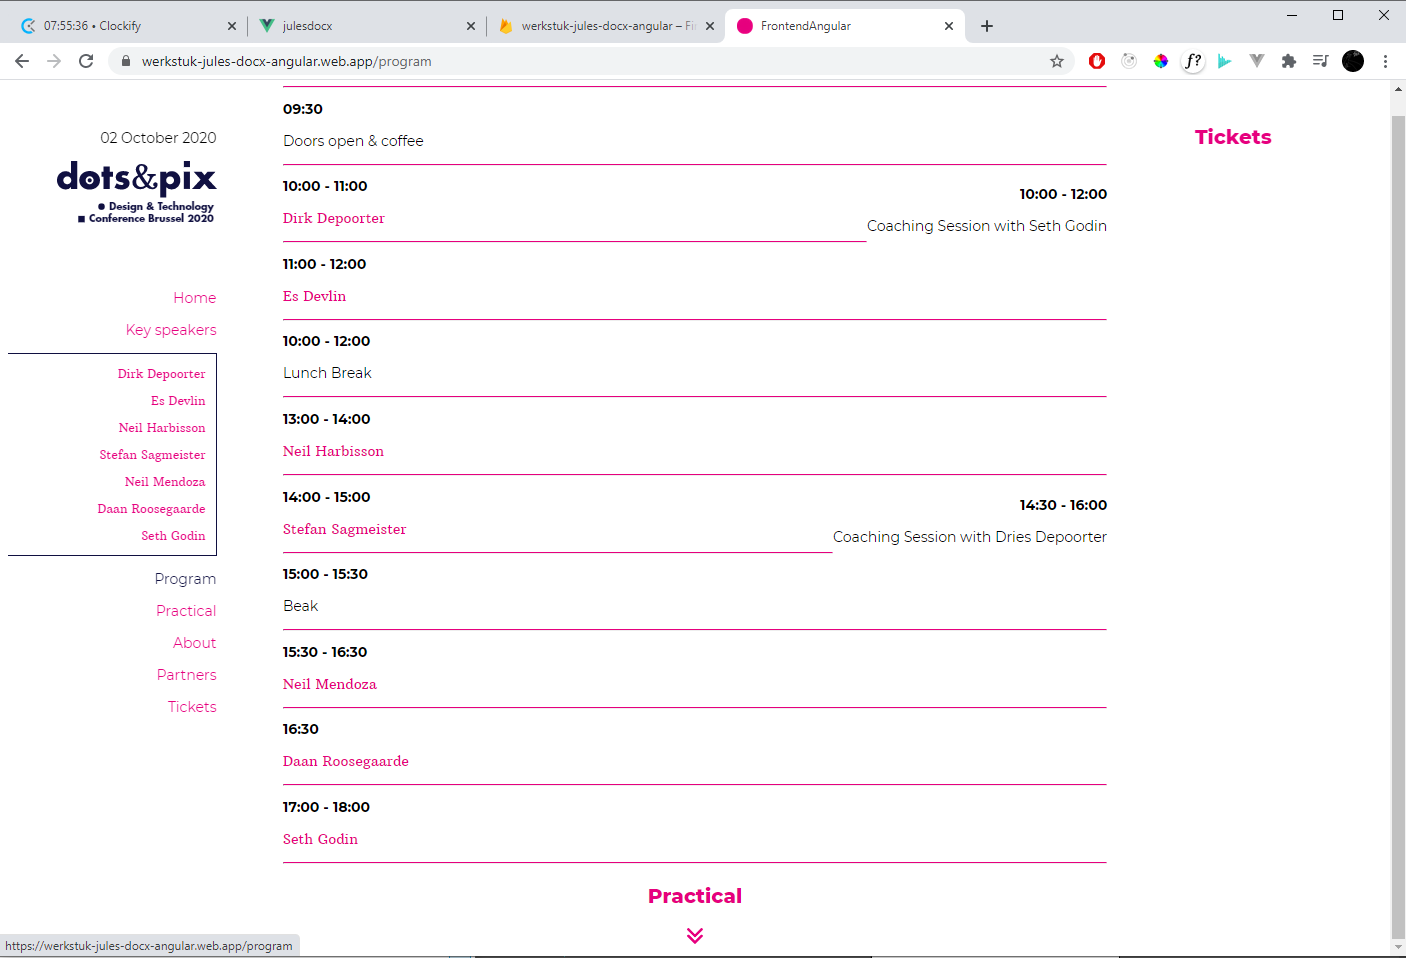 07:55:36 • Clockify
julesdocx
werkstuk-jules-docx-angular – Fi
FrontendAngular
werkstuk-jules-docx-angular.web.app/program
f?
02 October 2020
dots&pix
Design & Technology
Conference Brussel 2020
Home
Key speakers
Dirk Depoorter
Es Devlin
Neil Harbisson
Stefan Sagmeister
Neil Mendoza
Daan Roosegaarde
Seth Godin
Program
Practical
About
Partners
Tickets
09:30
Doors open & coffee
10:00 - 11:00
Dirk Depoorter
10:00 - 12:00
Coaching Session with Seth Godin
11:00 - 12:00
Es Devlin
10:00 - 12:00
Lunch Break
13:00 - 14:00
Neil Harbisson
14:00 - 15:00
Stefan Sagmeister
14:30 - 16:00
Coaching Session with Dries Depoorter
15:00 - 15:30
Beak
15:30 - 16:30
Neil Mendoza
16:30
Daan Roosegaarde
17:00 - 18:00
Seth Godin
Practical
Tickets
https://werkstuk-jules-docx-angular.web.app/program